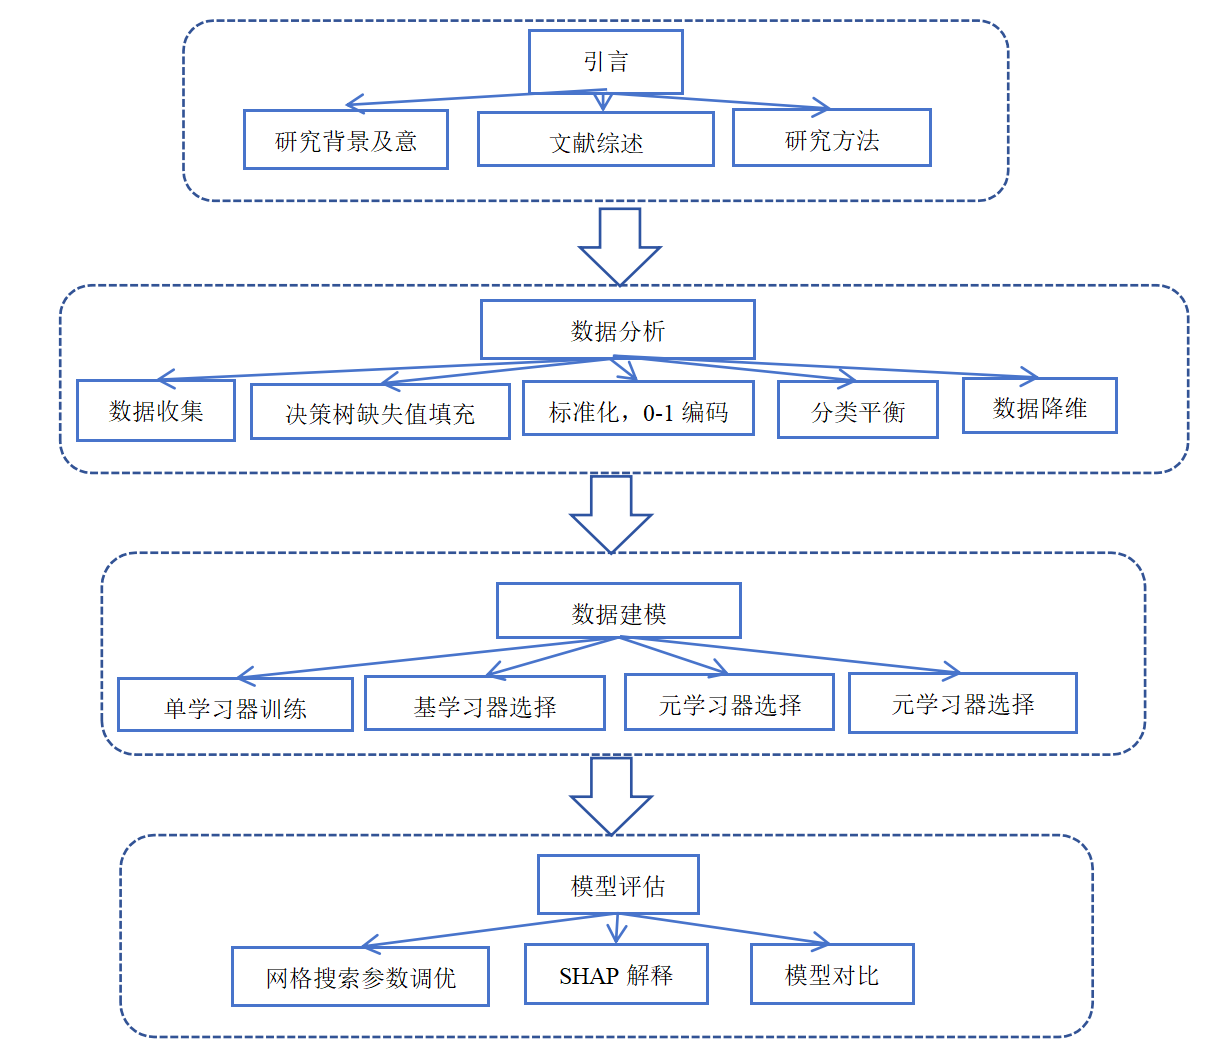 引言
研究背景及意
文献综述
研究方法
数据分析
数据收集
决策树缺失值填充
标准化，0-1 编码
分类平衡
数据降维
数据建模
单学习器训练
基学习器选择
元学习器选择
元学习器选择
模型评估
网格搜索参数调优
SHAP 解释
模型对比